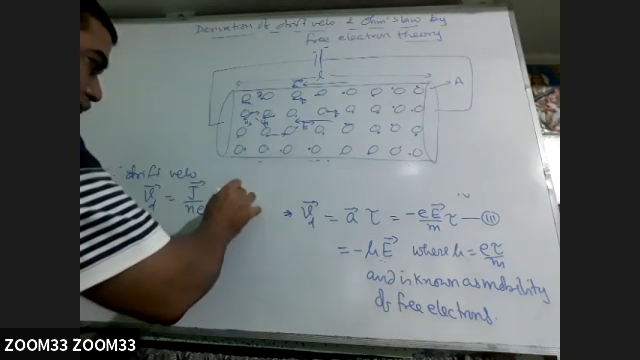 Derivation of drift velo & Ohm's law by
free electron theory
l
A
E
∴ drift velo
v⃗d = J⃗/ne
⇒ v⃗d = a⃗ τ = -eE⃗/m τ — (III)
= -μE⃗ where μ = eτ/m
and is known as mobility
of free electrons.
ZOOM33 ZOOM33